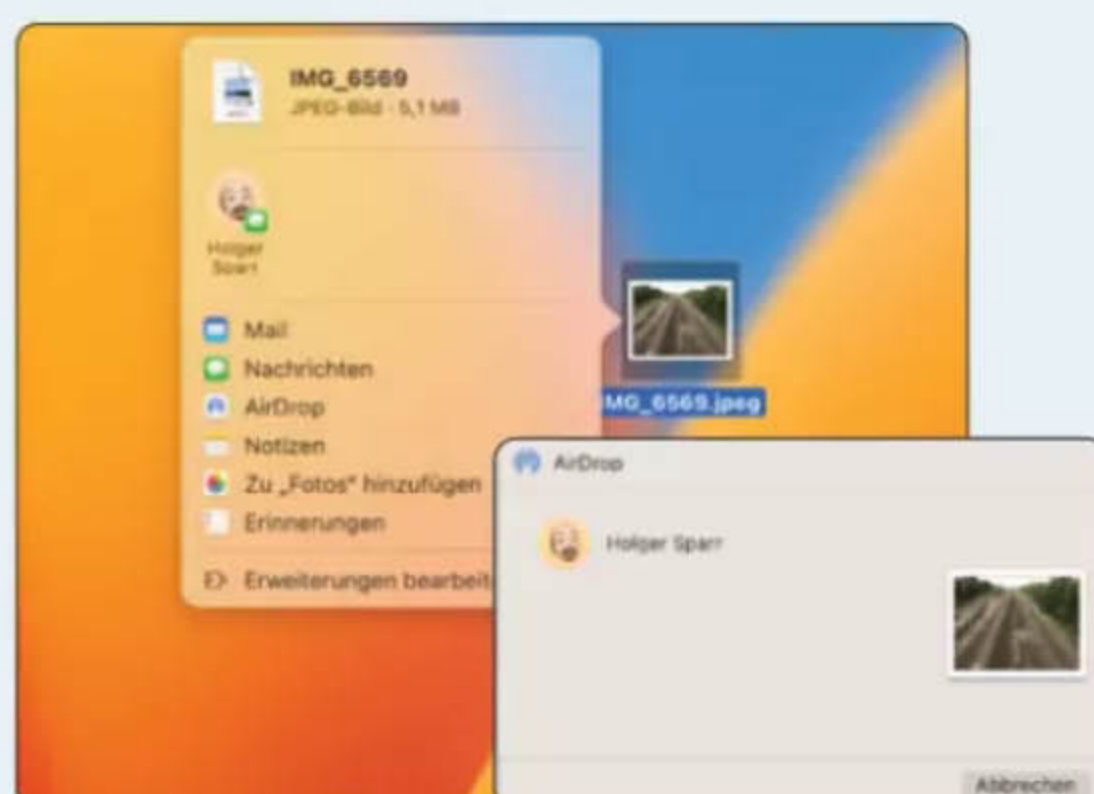 IMG_6569
JPEG-Bild - 5,1 MB
Holger
Sparr
Mail
Nachrichten
AirDrop
Notizen
Zu „Fotos" hinzufügen
Erinnerungen
Erweiterungen bearbeit
MG_6569.jpeg
AirDrop
Holger Sparr
Abbrechen